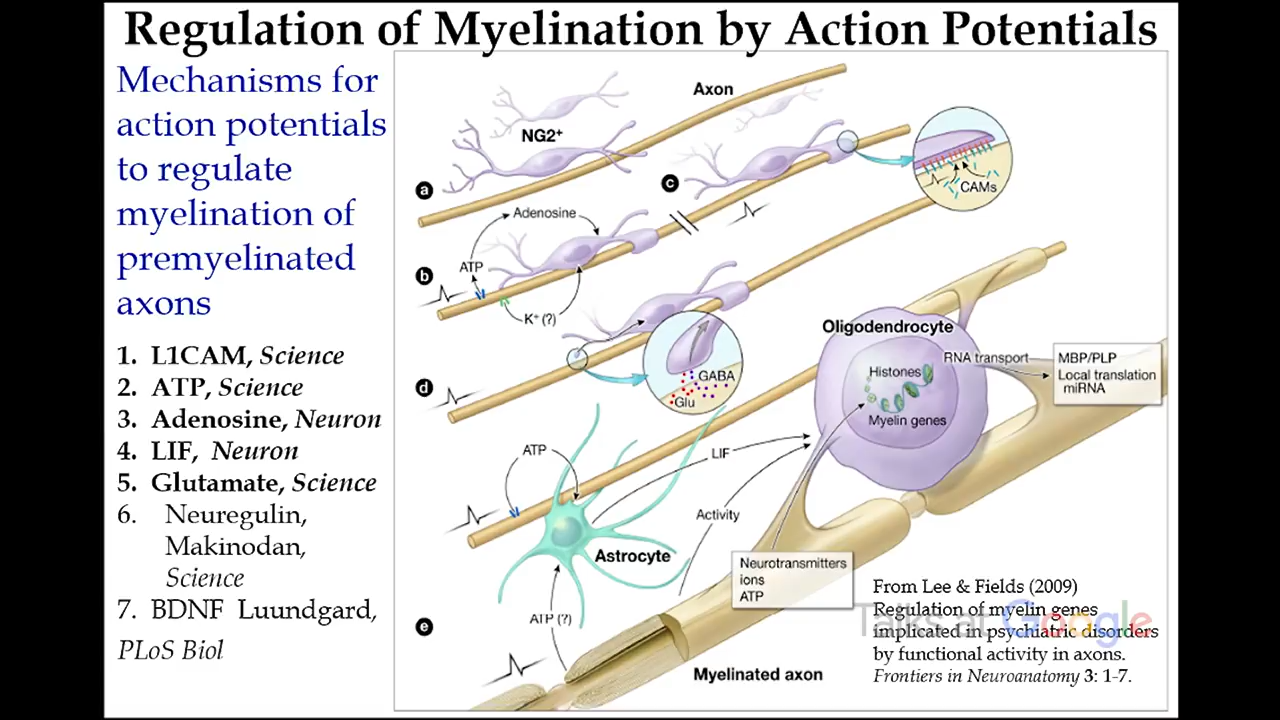 Regulation of Myelination by Action Potentials
Mechanisms for
action potentials
to regulate
myelination of
premyelinated
axons
1. L1CAM, Science
2. ATP, Science
3. Adenosine, Neuron
4. LIF, Neuron
5. Glutamate, Science
6. Neuregulin,
Makinodan,
Science
7. BDNF Luundgard,
PLoS Biol
Axon
NG2+
a
c
CAMs
Adenosine
ATP
b
K+ (?)
d
GABA
Glu
Oligodendrocyte
Histones
Myelin genes
RNA transport
MBP/PLP
Local translation
miRNA
ATP
LIF
Activity
Astrocyte
Neurotransmitters
ions
ATP
ATP (?)
e
Myelinated axon
From Lee & Fields (2009)
Regulation of myelin genes
implicated in psychiatric disorders
by functional activity in axons.
Frontiers in Neuroanatomy 3: 1-7.
Talks at Google